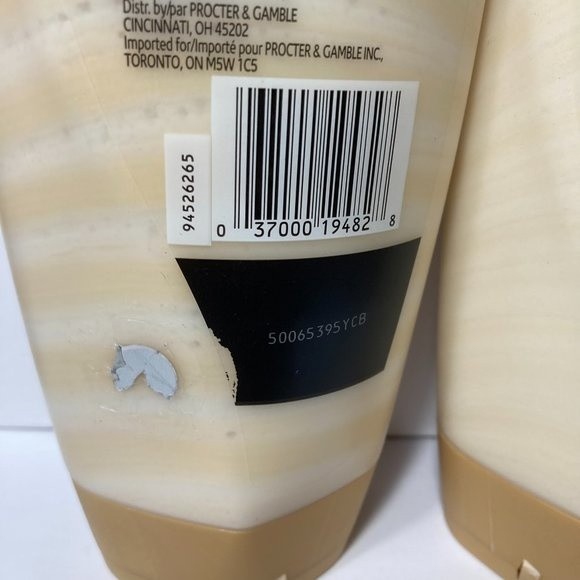 Distr. by/par PROCTER & GAMBLE
CINCINNATI, OH 45202
Imported for/Importé pour PROCTER & GAMBLE INC.,
TORONTO, ON M5W 1C5
94526265
0 37000 19482 8
50065395YCB